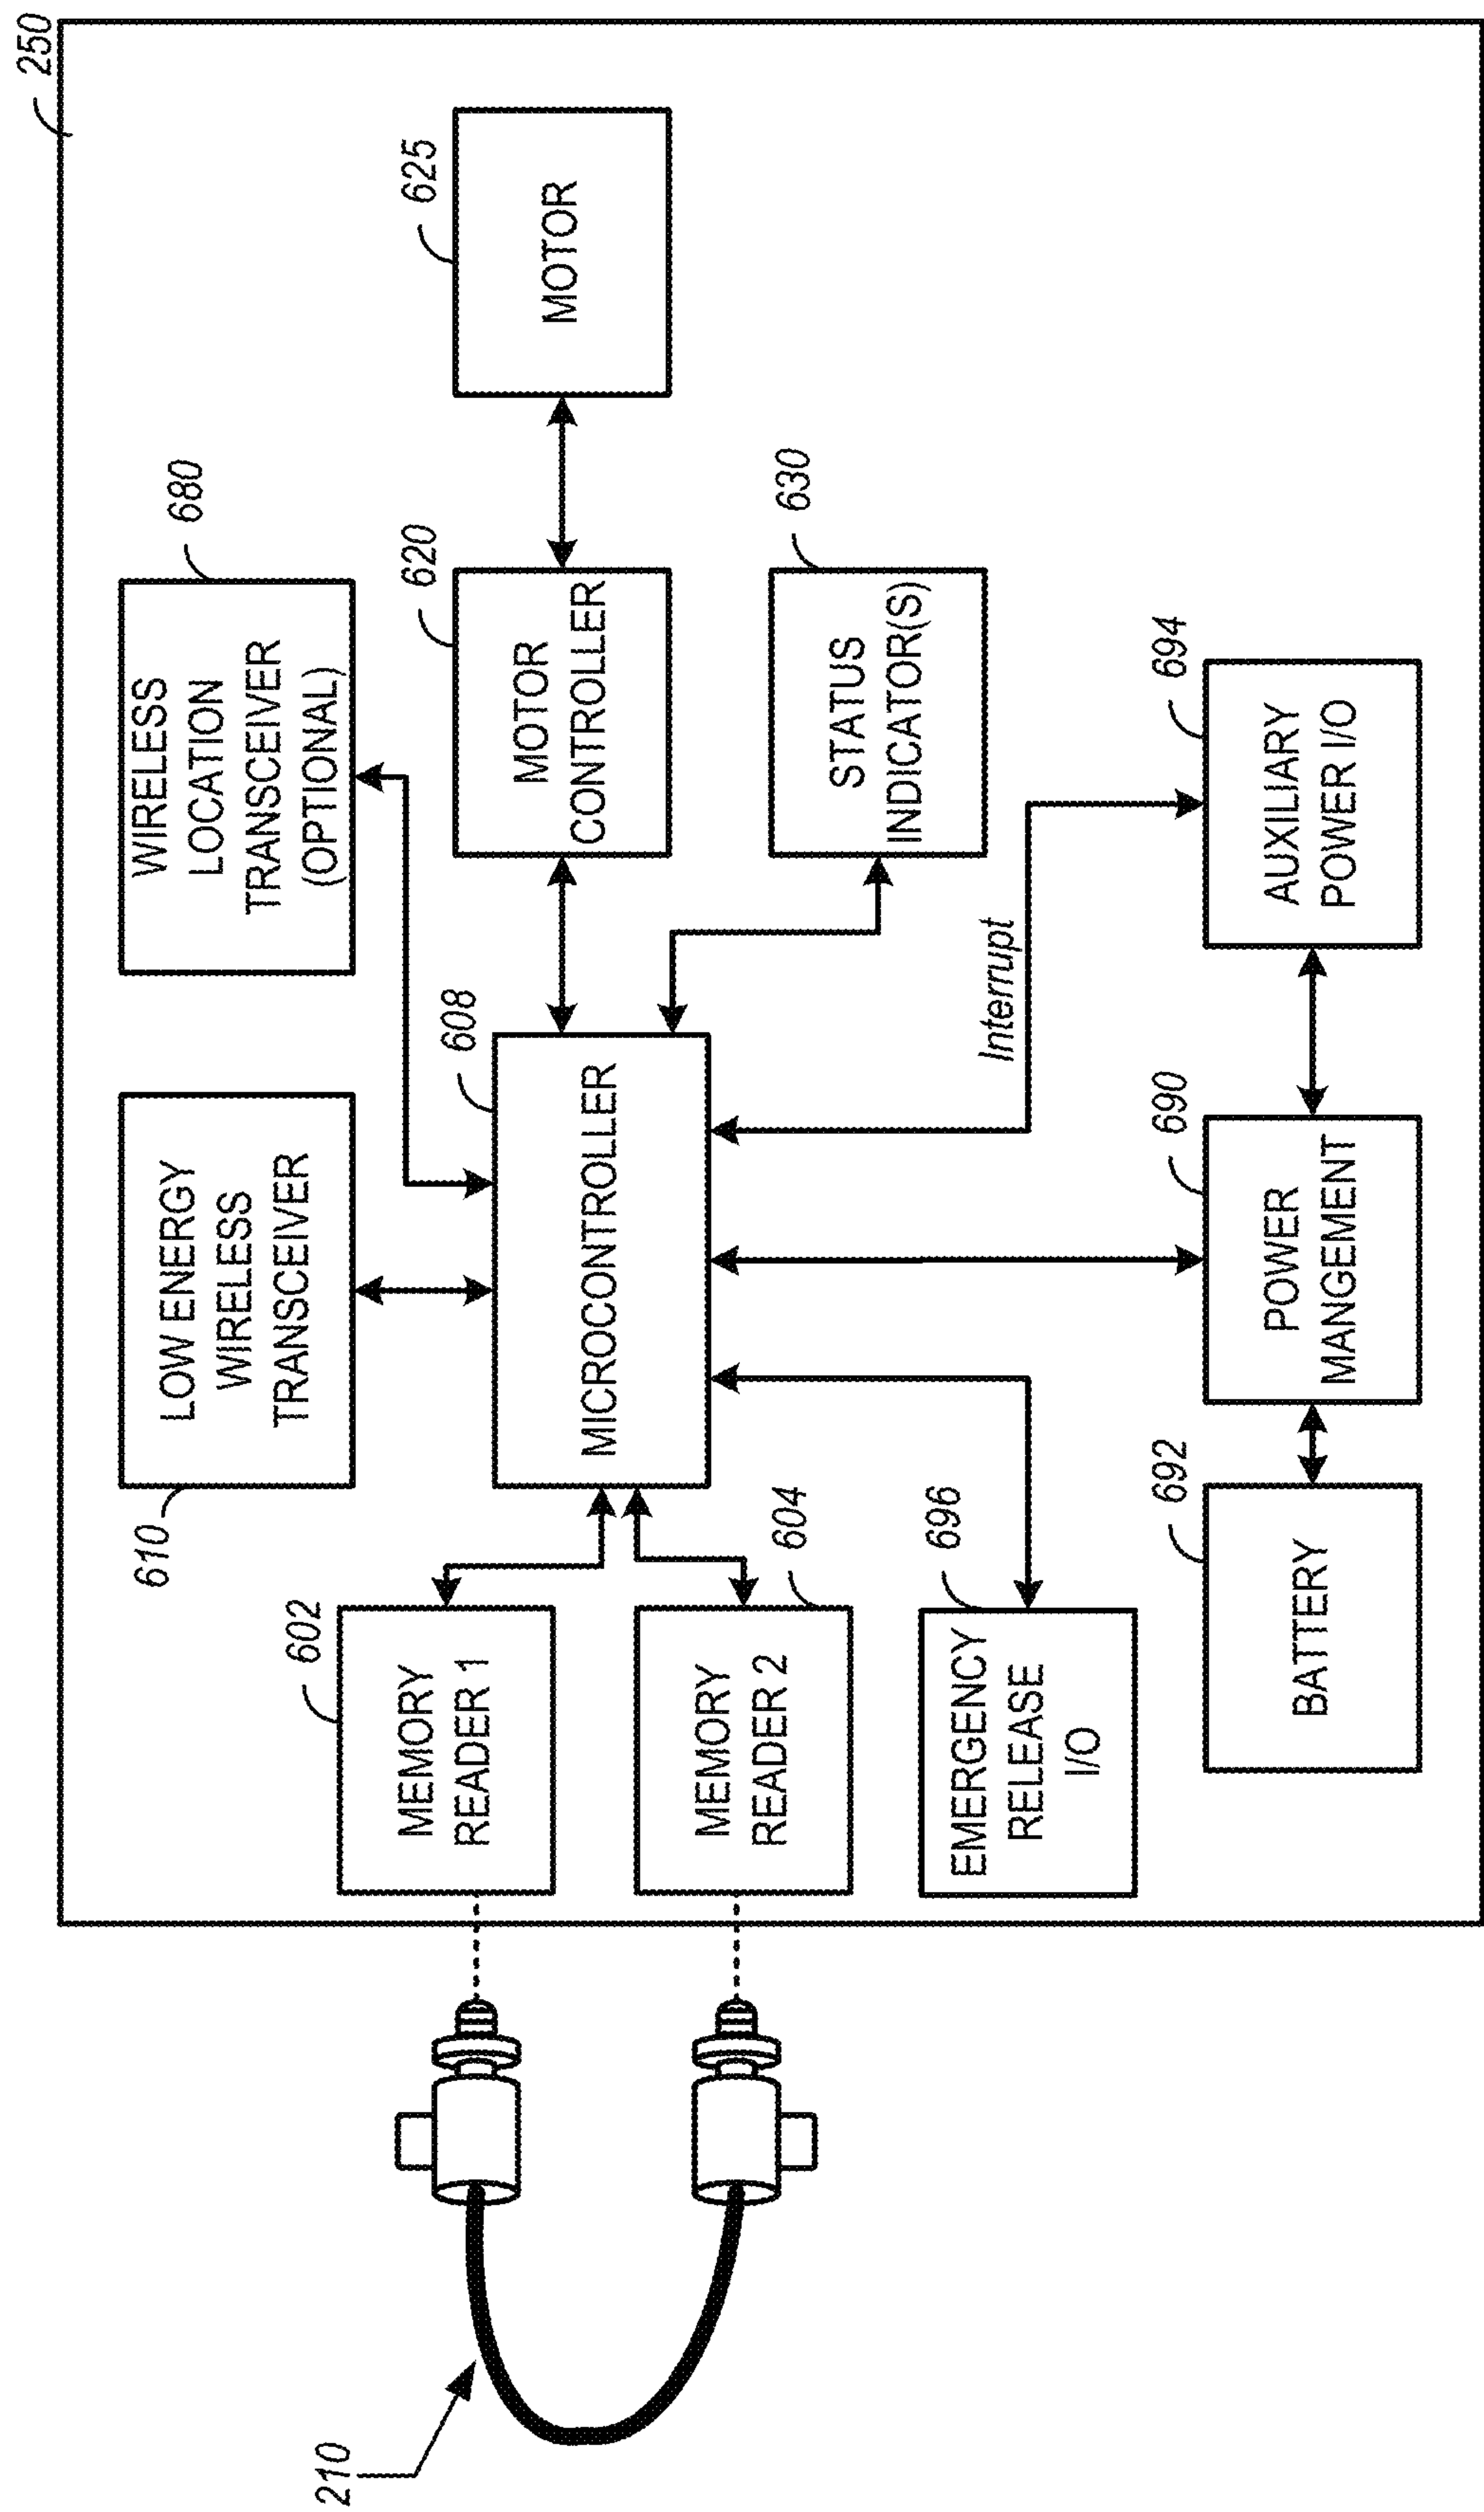 250
680
WIRELESS
LOCATION
TRANSCEIVER
(OPTIONAL)
610
LOW ENERGY
WIRELESS
TRANSCEIVER
625
MOTOR
620
MOTOR
CONTROLLER
608
MICROCONTROLLER
602
MEMORY
READER 1
604
MEMORY
READER 2
210
630
STATUS
INDICATOR(S)
696
EMERGENCY
RELEASE
I/O
Interrupt
694
AUXILIARY
POWER I/O
690
POWER
MANGEMENT
692
BATTERY